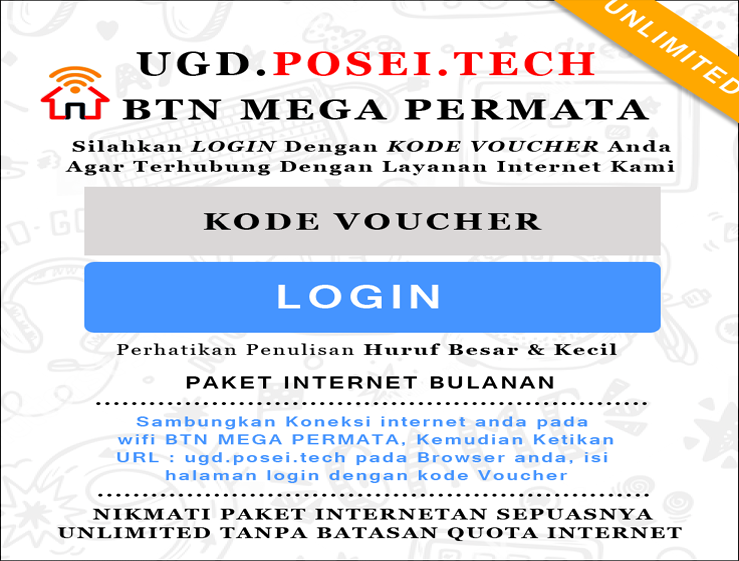 UNLIMITED
UGD.POSEI.TECH
BTN MEGA PERMATA
Silahkan LOGIN Dengan KODE VOUCHER Anda
Agar Terhubung Dengan Layanan Internet Kami
KODE VOUCHER
LOGIN
Perhatikan Penulisan Huruf Besar & Kecil
PAKET INTERNET BULANAN
Sambungkan Koneksi internet anda pada
wifi BTN MEGA PERMATA, Kemudian Ketikan
URL : ugd.posei.tech pada Browser anda, isi
halaman login dengan kode Voucher
NIKMATI PAKET INTERNETAN SEPUASNYA
UNLIMITED TANPA BATASAN QUOTA INTERNET